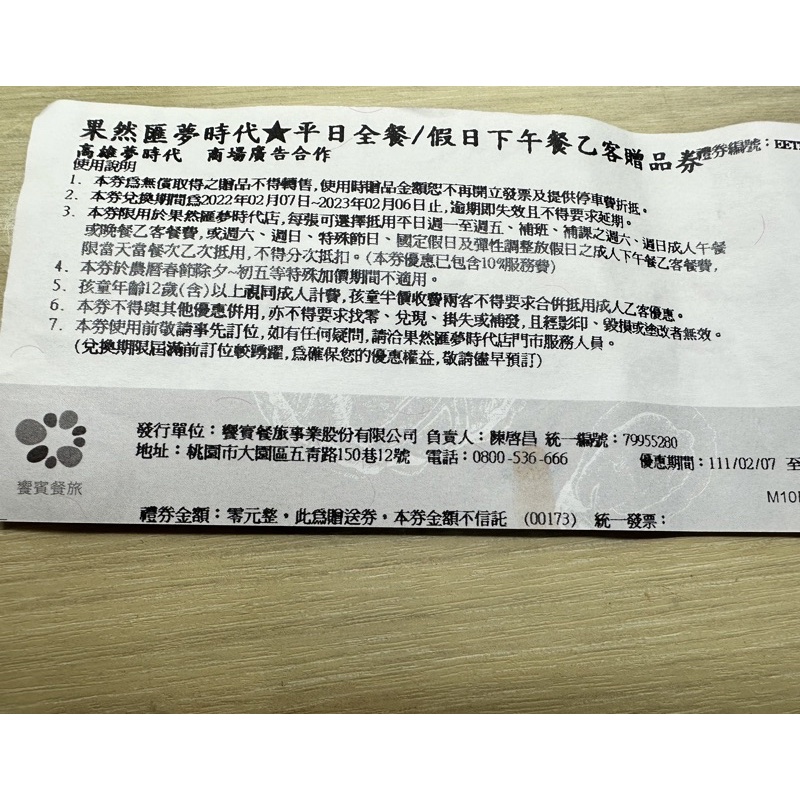 果然匯夢時代★平日全餐/假日下午餐乙客贈品券禮券編號：EET
高雄夢時代 商場廣告合作
使用說明
1. 本券為無償取得之贈品不得轉售，使用時贈品金額恕不再開立發票及提供停車費折抵。
2. 本券兌換期間為2022年02月07日~2023年02月06日止，逾期即失效且不得要求延期。
3. 本券限用於果然匯夢時代店，每張可選擇抵用平日週一至週五、補班、補課之週六、週日成人午餐
或晚餐乙客餐費，或週六、週日、特殊節日、國定假日及彈性調整放假日之成人下午餐乙客餐費，
限當天當餐次乙次抵用，不得分次抵扣。(本券優惠已包含10%服務費)
4. 本券於農曆春節除夕~初五等特殊加價期間不適用。
5. 孩童年齡12歲(含)以上視同成人計費，孩童半價收費兩客不得要求合併抵用成人乙客優惠。
6. 本券不得與其他優惠併用，亦不得要求找零、兌現、掛失或補發，且經影印、毀損或塗改者無效。
7. 本券使用前敬請事先訂位，如有任何疑問，請洽果然匯夢時代店門市服務人員。
(兌換期限屆滿前訂位較踴躍，為確保您的優惠權益，敬請儘早預訂)
發行單位：饗賓餐旅事業股份有限公司 負責人：陳啓昌 統一編號：79955280
地址：桃園市大園區五青路150巷12號 電話：0800-536-666 優惠期間：111/02/07 至
饗賓餐旅
M10
禮券金額：零元整，此為贈送券，本券金額不信託 (00173) 統一發票：